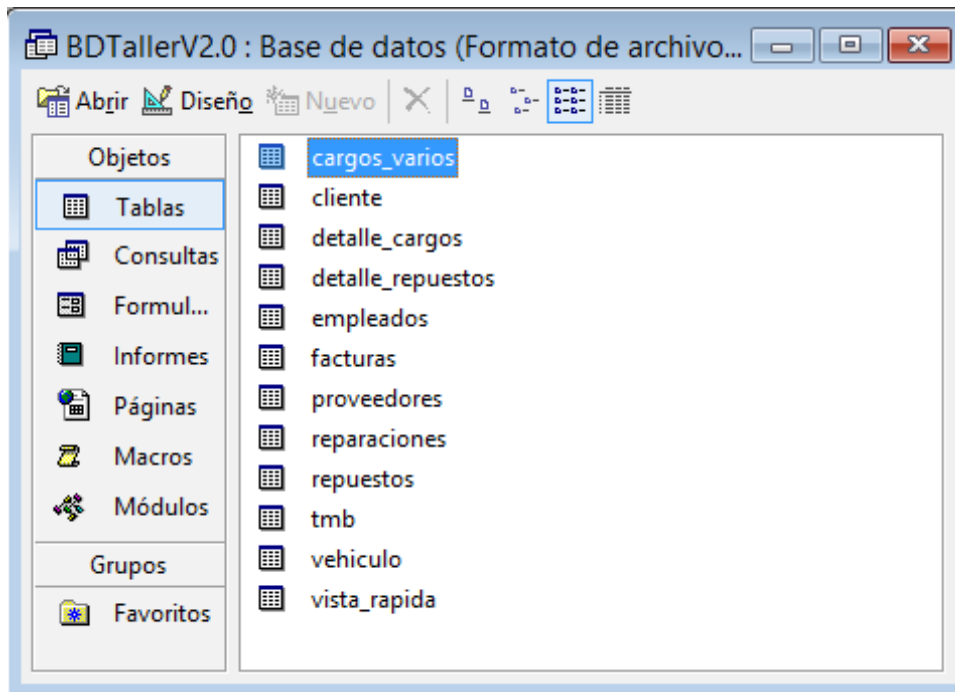 BDTallerV2.0 : Base de datos (Formato de archivo...
Abrir Diseño Nuevo
Objetos
Tablas
Consultas
Formul...
Informes
Páginas
Macros
Módulos
Grupos
Favoritos
cargos_varios
cliente
detalle_cargos
detalle_repuestos
empleados
facturas
proveedores
reparaciones
repuestos
tmb
vehiculo
vista_rapida